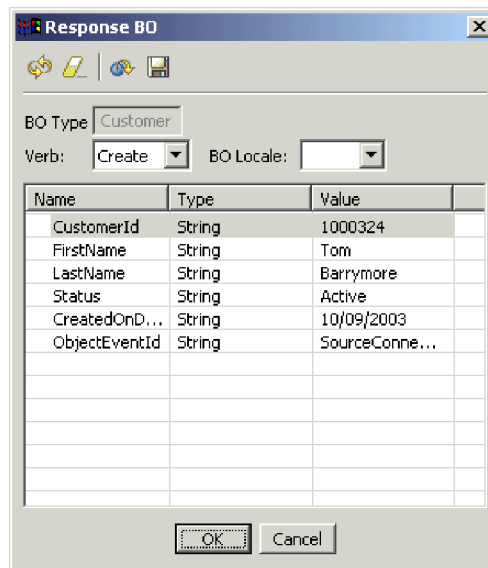 Response BO
BO Type Customer
Verb: Create BO Locale:
Name Type Value
CustomerId String 1000324
FirstName String Tom
LastName String Barrymore
Status String Active
CreatedOnD... String 10/09/2003
ObjectEventId String SourceConne...
OK Cancel